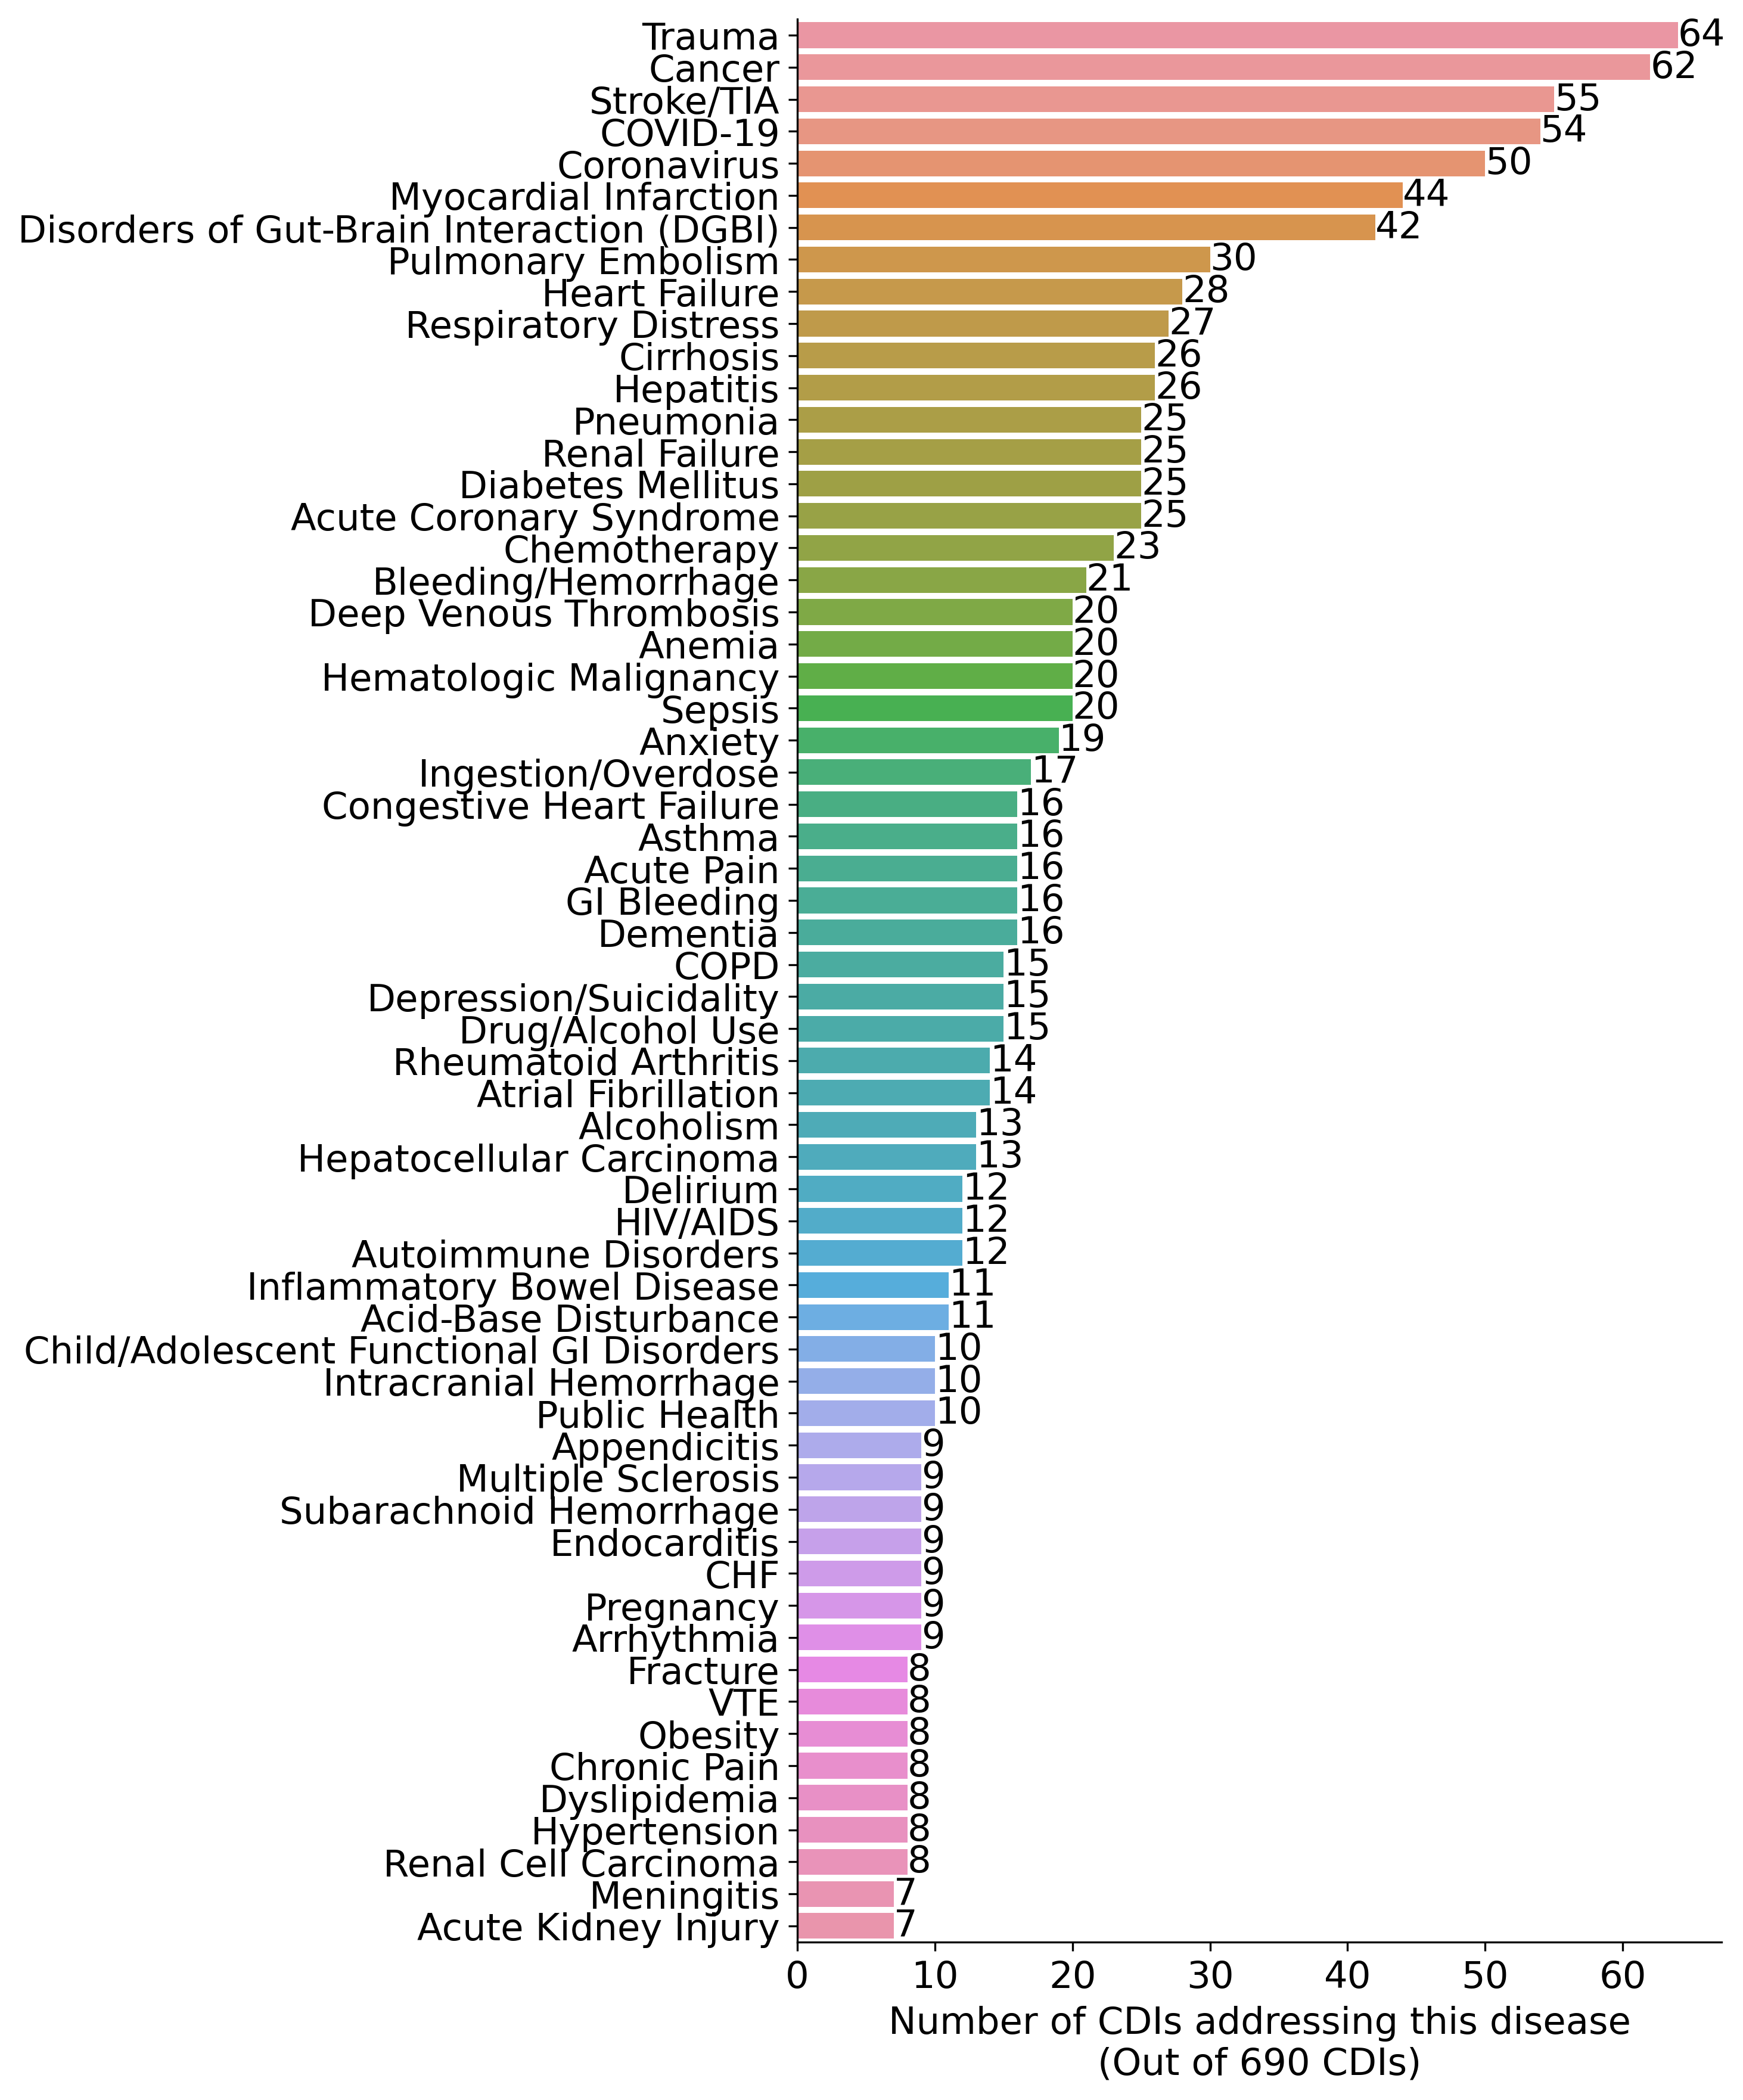 Trauma 64
Cancer 62
Stroke/TIA 55
COVID-19 54
Coronavirus 50
Myocardial Infarction 44
Disorders of Gut-Brain Interaction (DGBI) 42
Pulmonary Embolism 30
Heart Failure 28
Respiratory Distress 27
Cirrhosis 26
Hepatitis 26
Pneumonia 25
Renal Failure 25
Diabetes Mellitus 25
Acute Coronary Syndrome 25
Chemotherapy 23
Bleeding/Hemorrhage 21
Deep Venous Thrombosis 20
Anemia 20
Hematologic Malignancy 20
Sepsis 20
Anxiety 19
Ingestion/Overdose 17
Congestive Heart Failure 16
Asthma 16
Acute Pain 16
GI Bleeding 16
Dementia 16
COPD 15
Depression/Suicidality 15
Drug/Alcohol Use 15
Rheumatoid Arthritis 14
Atrial Fibrillation 14
Alcoholism 13
Hepatocellular Carcinoma 13
Delirium 12
HIV/AIDS 12
Autoimmune Disorders 12
Inflammatory Bowel Disease 11
Acid-Base Disturbance 11
Child/Adolescent Functional GI Disorders 10
Intracranial Hemorrhage 10
Public Health 10
Appendicitis 9
Multiple Sclerosis 9
Subarachnoid Hemorrhage 9
Endocarditis 9
CHF 9
Pregnancy 9
Arrhythmia 9
Fracture 8
VTE 8
Obesity 8
Chronic Pain 8
Dyslipidemia 8
Hypertension 8
Renal Cell Carcinoma 8
Meningitis 7
Acute Kidney Injury 7
0 10 20 30 40 50 60
Number of CDIs addressing this disease
(Out of 690 CDIs)